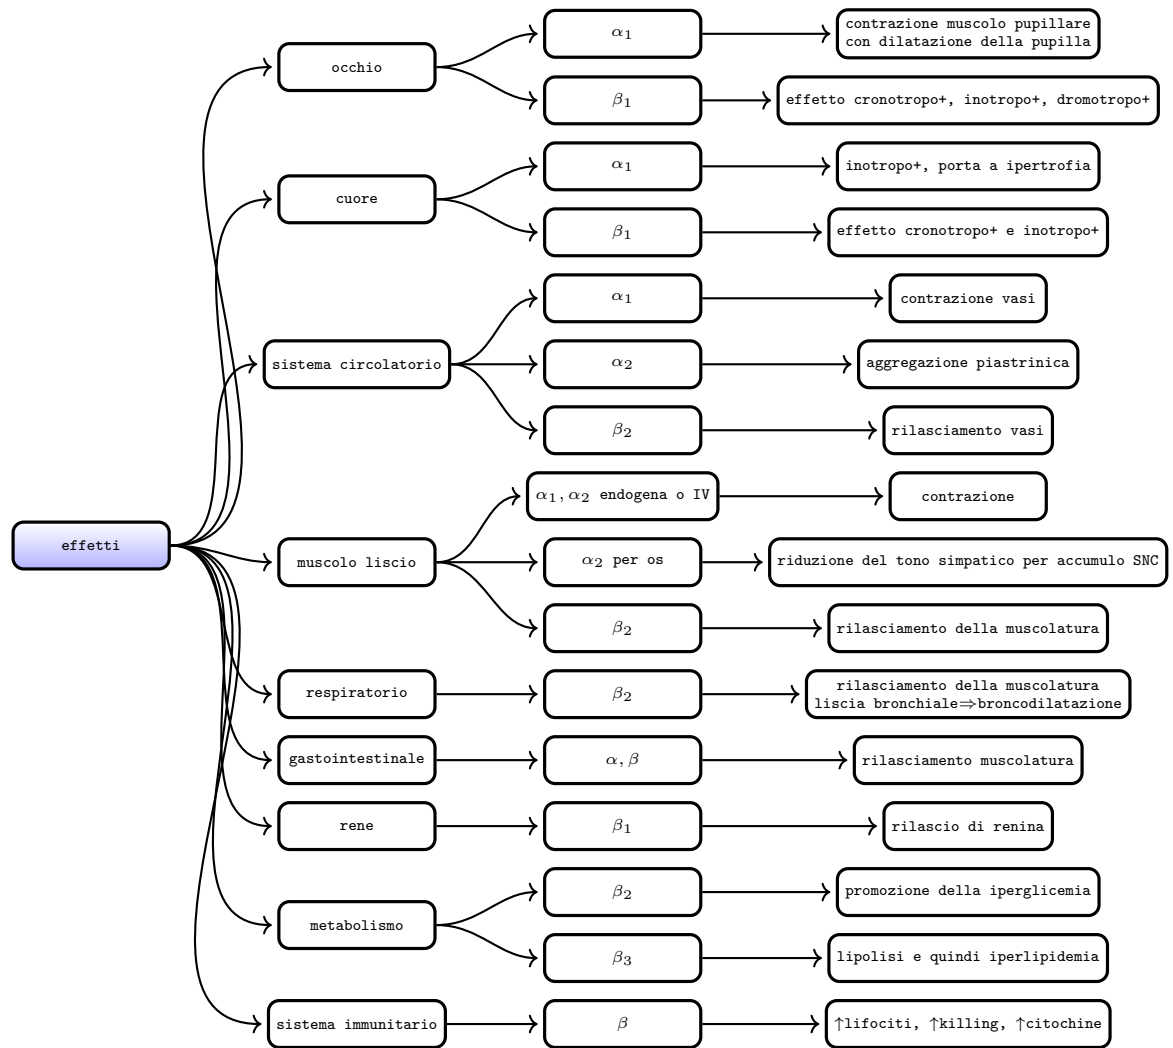 effetti
occhio
α₁
contrazione muscolo pupillare
con dilatazione della pupilla
β₁
effetto cronotropo+, inotropo+, dromotropo+
cuore
α₁
inotropo+, porta a ipertrofia
β₁
effetto cronotropo+ e inotropo+
sistema circolatorio
α₁
contrazione vasi
α₂
aggregazione piastrinica
β₂
rilasciamento vasi
muscolo liscio
α₁, α₂ endogena o IV
contrazione
α₂ per os
riduzione del tono simpatico per accumulo SNC
β₂
rilasciamento della muscolatura
respiratorio
β₂
rilasciamento della muscolatura
liscia bronchiale⇒broncodilatazione
gastointestinale
α, β
rilasciamento muscolatura
rene
β₁
rilascio di renina
metabolismo
β₂
promozione della iperglicemia
β₃
lipolisi e quindi iperlipidemia
sistema immunitario
β
↑lifociti, ↑killing, ↑citochine